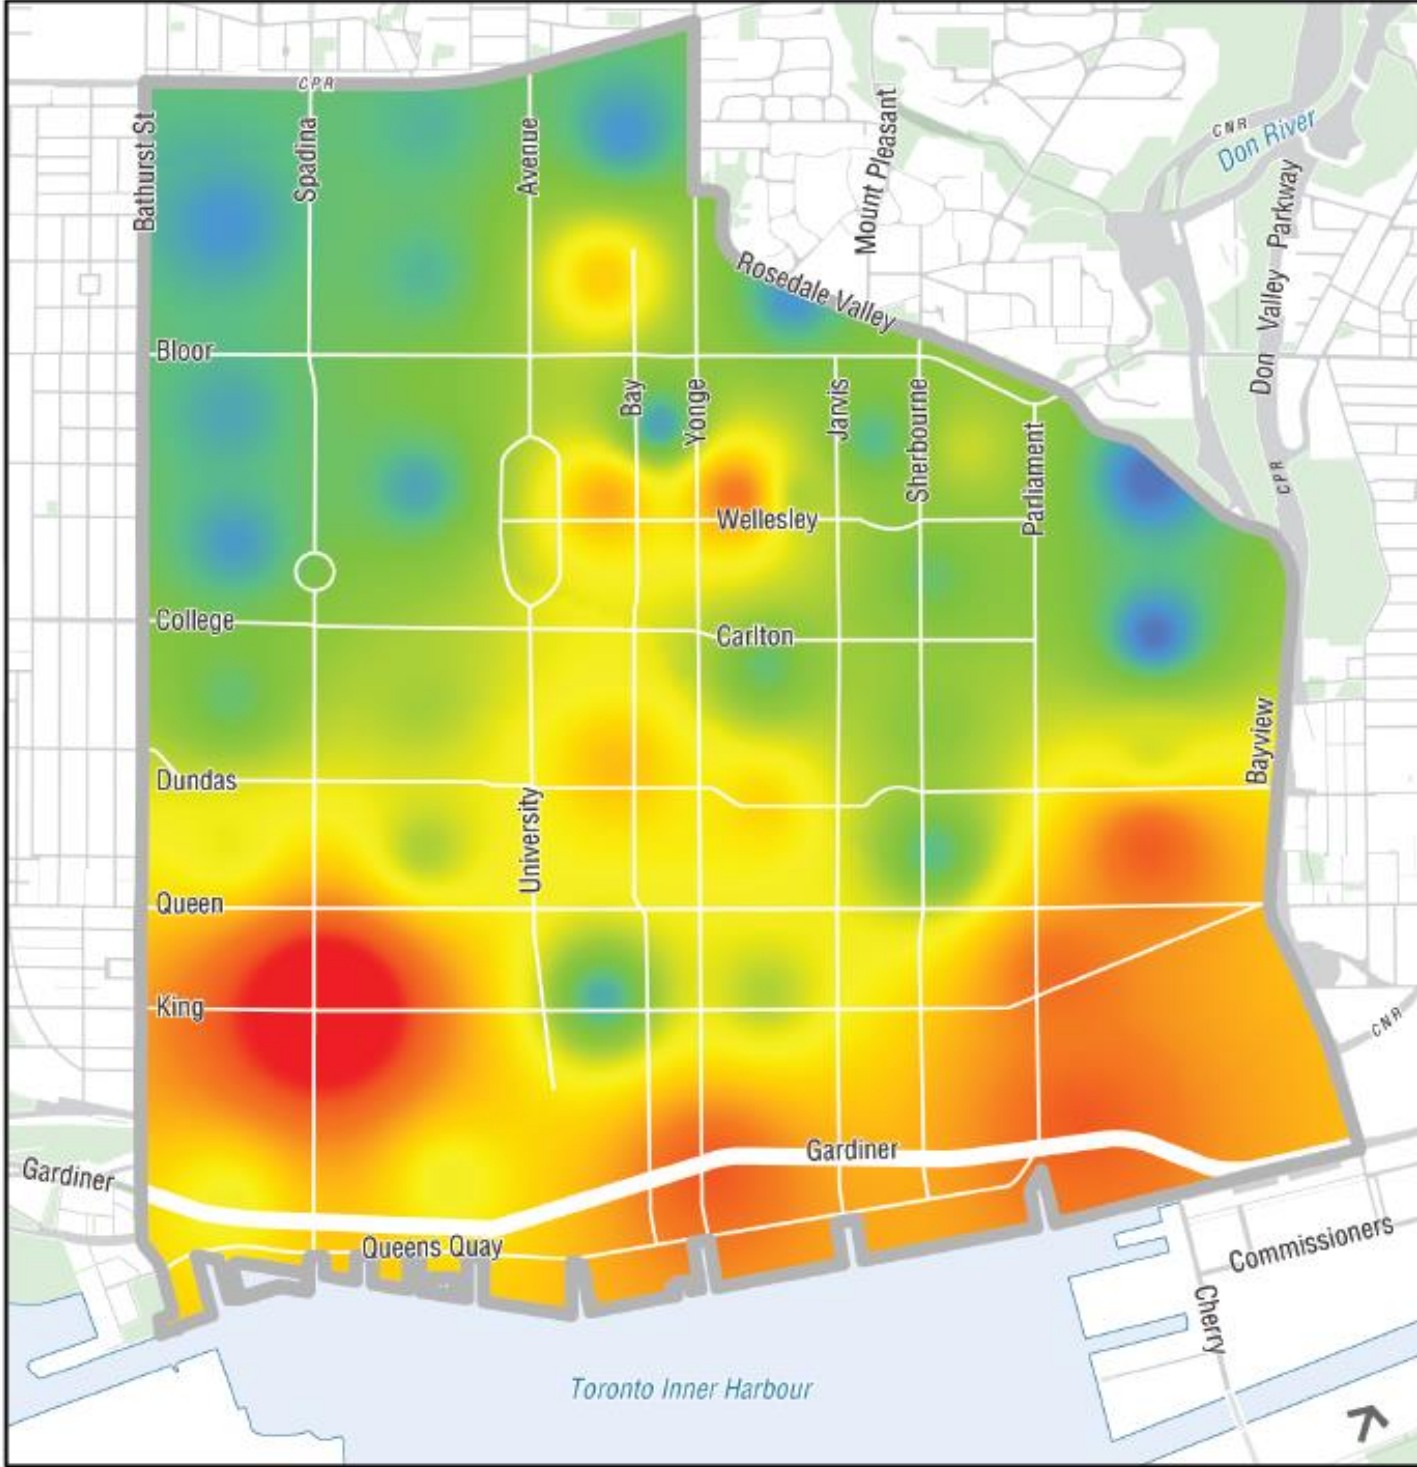 CPR
Bathurst St
Spadina
Avenue
Mount Pleasant
CNR
Don River
Don Valley Parkway
Rosedale Valley
Bloor
Bay
Yonge
Jarvis
Sherbourne
Parliament
CPR
Wellesley
College
Carlton
Bayview
Dundas
University
Queen
King
CNR
Gardiner
Gardiner
Queens Quay
Commissioners
Cherry
Toronto Inner Harbour